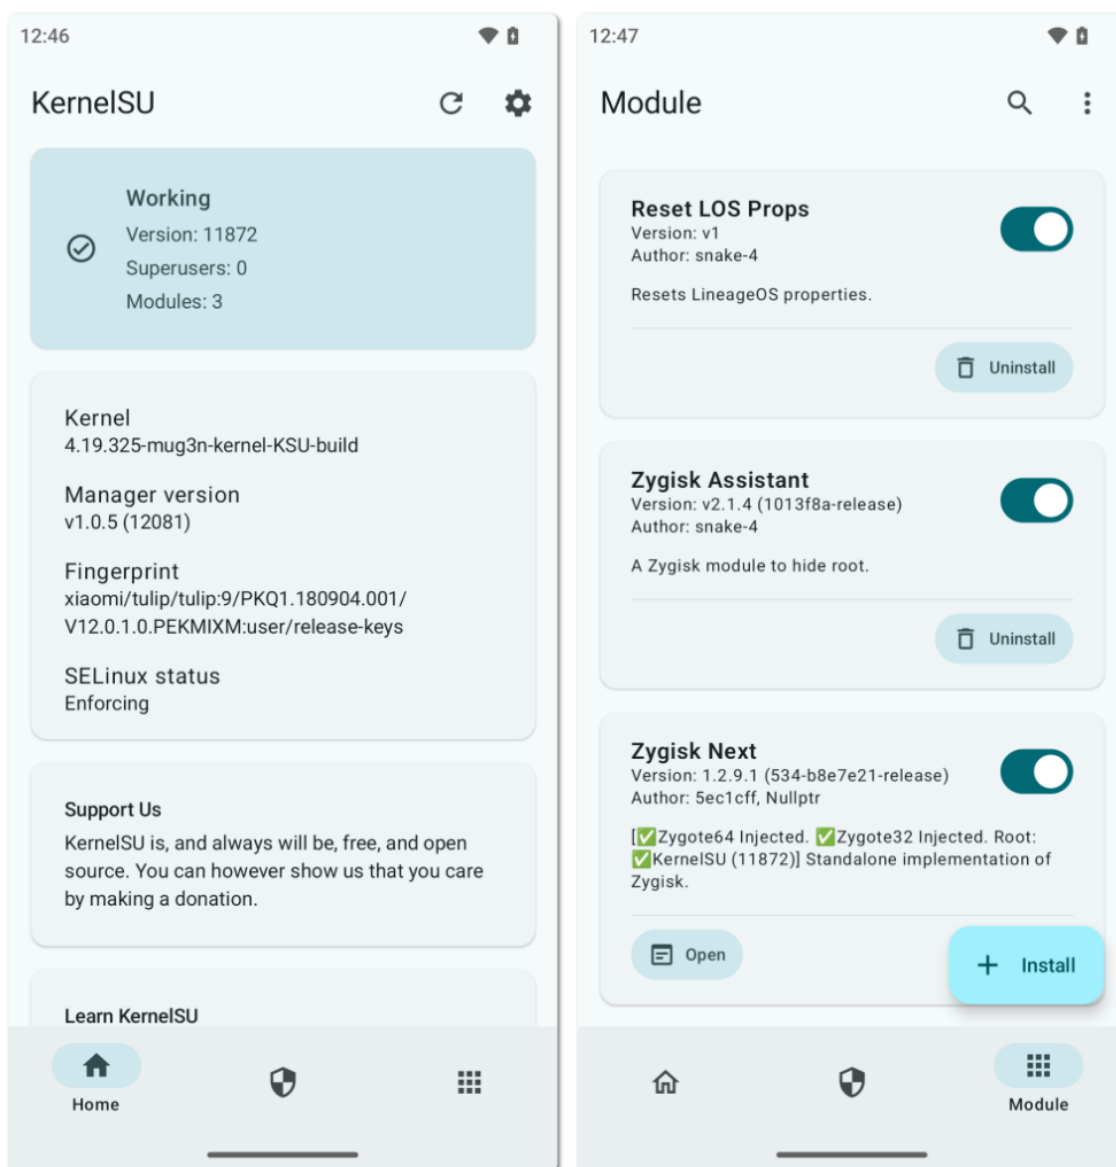 12:46
KernelSU
Working
Version: 11872
Superusers: 0
Modules: 3
Kernel
4.19.325-mug3n-kernel-KSU-build
Manager version
v1.0.5 (12081)
Fingerprint
xiaomi/tulip/tulip:9/PKQ1.180904.001/
V12.0.1.0.PEKMIXM:user/release-keys
SELinux status
Enforcing
Support Us
KernelSU is, and always will be, free, and open
source. You can however show us that you care
by making a donation.
Learn KernelSU
Home
12:47
Module
Reset LOS Props
Version: v1
Author: snake-4
Resets LineageOS properties.
Uninstall
Zygisk Assistant
Version: v2.1.4 (1013f8a-release)
Author: snake-4
A Zygisk module to hide root.
Uninstall
Zygisk Next
Version: 1.2.9.1 (534-b8e7e21-release)
Author: 5ec1cff, Nullptr
[✅Zygote64 Injected. ✅Zygote32 Injected. Root:
✅KernelSU (11872)] Standalone implementation of
Zygisk.
Open
+ Install
Module